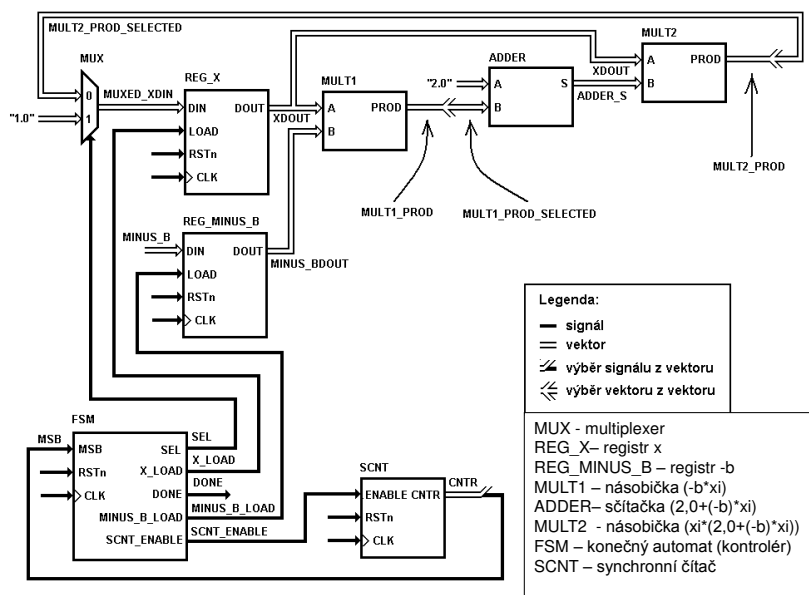 MULT2_PROD_SELECTED
MUX
MUXED_XDIN
0
1
"1.0"
REG_X
DIN
DOUT
LOAD
RSTn
CLK
XDOUT
MULT1
A
B
PROD
MULT1_PROD
MULT1_PROD_SELECTED
ADDER
"2.0"
A
B
S
ADDER_S
XDOUT
MULT2
A
B
PROD
MULT2_PROD
REG_MINUS_B
MINUS_B
DIN
DOUT
LOAD
RSTn
CLK
MINUS_BDOUT
FSM
MSB
MSB
RSTn
CLK
SEL
X_LOAD
DONE
MINUS_B_LOAD
SCNT_ENABLE
SEL
X_LOAD
DONE
MINUS_B_LOAD
SCNT_ENABLE
SCNT
ENABLE CNTR
RSTn
CLK
CNTR
Legenda:
signál
vektor
výběr signálu z vektoru
výběr vektoru z vektoru
MUX - multiplexer
REG_X– registr x
REG_MINUS_B – registr -b
MULT1 – násobička (-b*xi)
ADDER– sčítačka (2,0+(-b)*xi)
MULT2 - násobička (xi*(2,0+(-b)*xi))
FSM – konečný automat (kontrolér)
SCNT – synchronní čítač